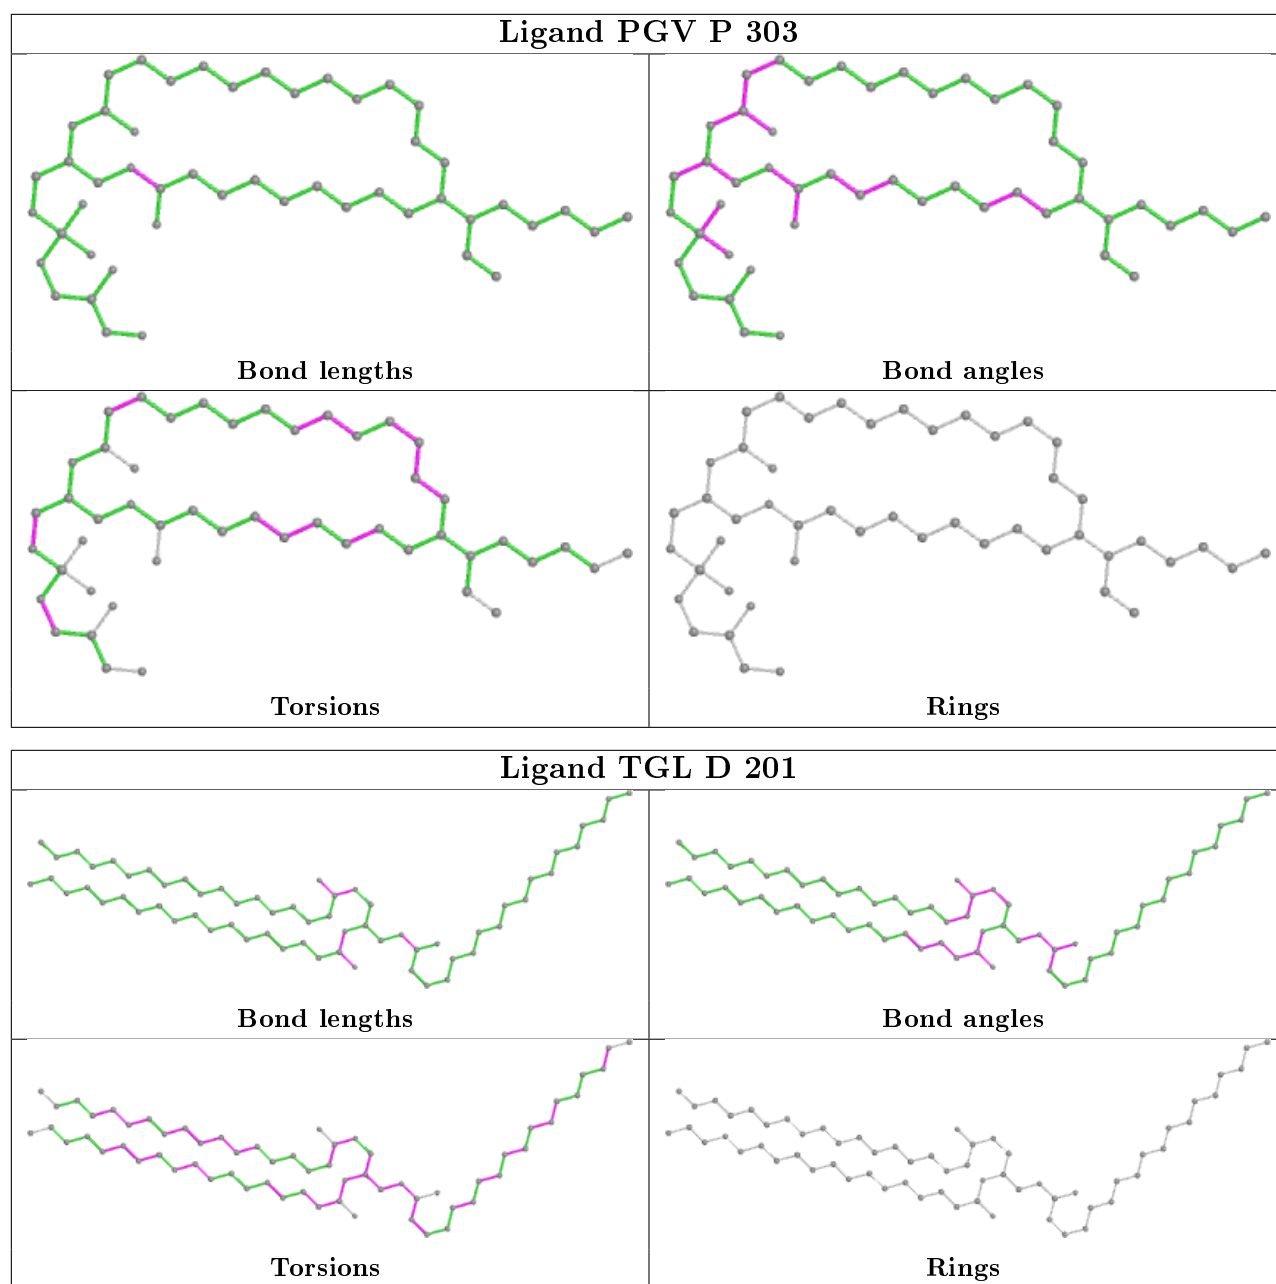 Ligand PGV P 303
Bond lengths
Bond angles
Torsions
Rings
Ligand TGL D 201
Bond lengths
Bond angles
Torsions
Rings